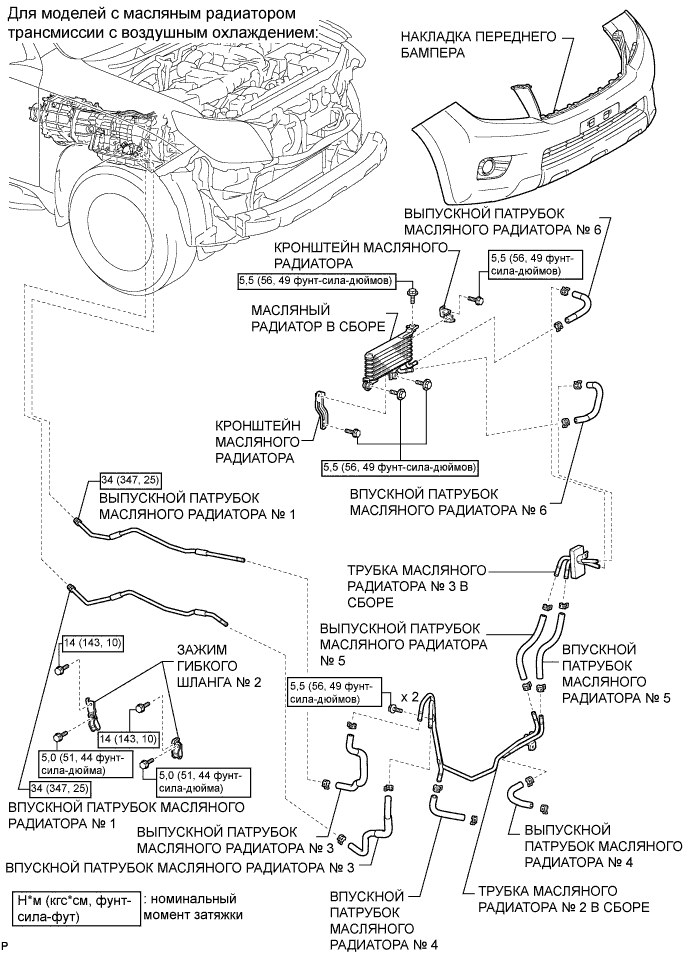 Для моделей с масляным радиатором
трансмиссии с воздушным охлаждением:
НАКЛАДКА ПЕРЕДНЕГО
БАМПЕРА
ВЫПУСКНОЙ ПАТРУБОК
МАСЛЯНОГО РАДИАТОРА № 6
КРОНШТЕЙН МАСЛЯНОГО
РАДИАТОРА
5,5 (56, 49 фунт-
сила-дюймов)
5,5 (56, 49 фунт-сила-дюймов)
МАСЛЯНЫЙ
РАДИАТОР В СБОРЕ
КРОНШТЕЙН
МАСЛЯНОГО
РАДИАТОРА
5,5 (56, 49 фунт-сила-дюймов)
34 (347, 25)
ВЫПУСКНОЙ ПАТРУБОК
МАСЛЯНОГО РАДИАТОРА № 1
ВПУСКНОЙ ПАТРУБОК
МАСЛЯНОГО РАДИАТОРА № 6
ТРУБКА МАСЛЯНОГО
РАДИАТОРА № 3 В
СБОРЕ
ВЫПУСКНОЙ ПАТРУБОК
МАСЛЯНОГО РАДИАТОРА
№ 5
ВПУСКНОЙ
ПАТРУБОК
МАСЛЯНОГО
РАДИАТОРА № 5
14 (143, 10)
ЗАЖИМ
ГИБКОГО
ШЛАНГА № 2
5,5 (56, 49 фунт-
сила-дюймов)
x 2
14 (143, 10)
5,0 (51, 44 фунт-
сила-дюйма)
5,0 (51, 44 фунт-
сила-дюйма)
34 (347, 25)
ВПУСКНОЙ ПАТРУБОК МАСЛЯНОГО
РАДИАТОРА № 1
ВЫПУСКНОЙ ПАТРУБОК
МАСЛЯНОГО РАДИАТОРА № 3
ВПУСКНОЙ ПАТРУБОК МАСЛЯНОГО РАДИАТОРА № 3
ВЫПУСКНОЙ
ПАТРУБОК МАСЛЯНОГО
РАДИАТОРА № 4
ВПУСКНОЙ
ПАТРУБОК
МАСЛЯНОГО
РАДИАТОРА № 4
ТРУБКА МАСЛЯНОГО
РАДИАТОРА № 2 В СБОРЕ
Н*м (кгс*см, фунт-
сила-фут)
: номинальный
момент затяжки
P